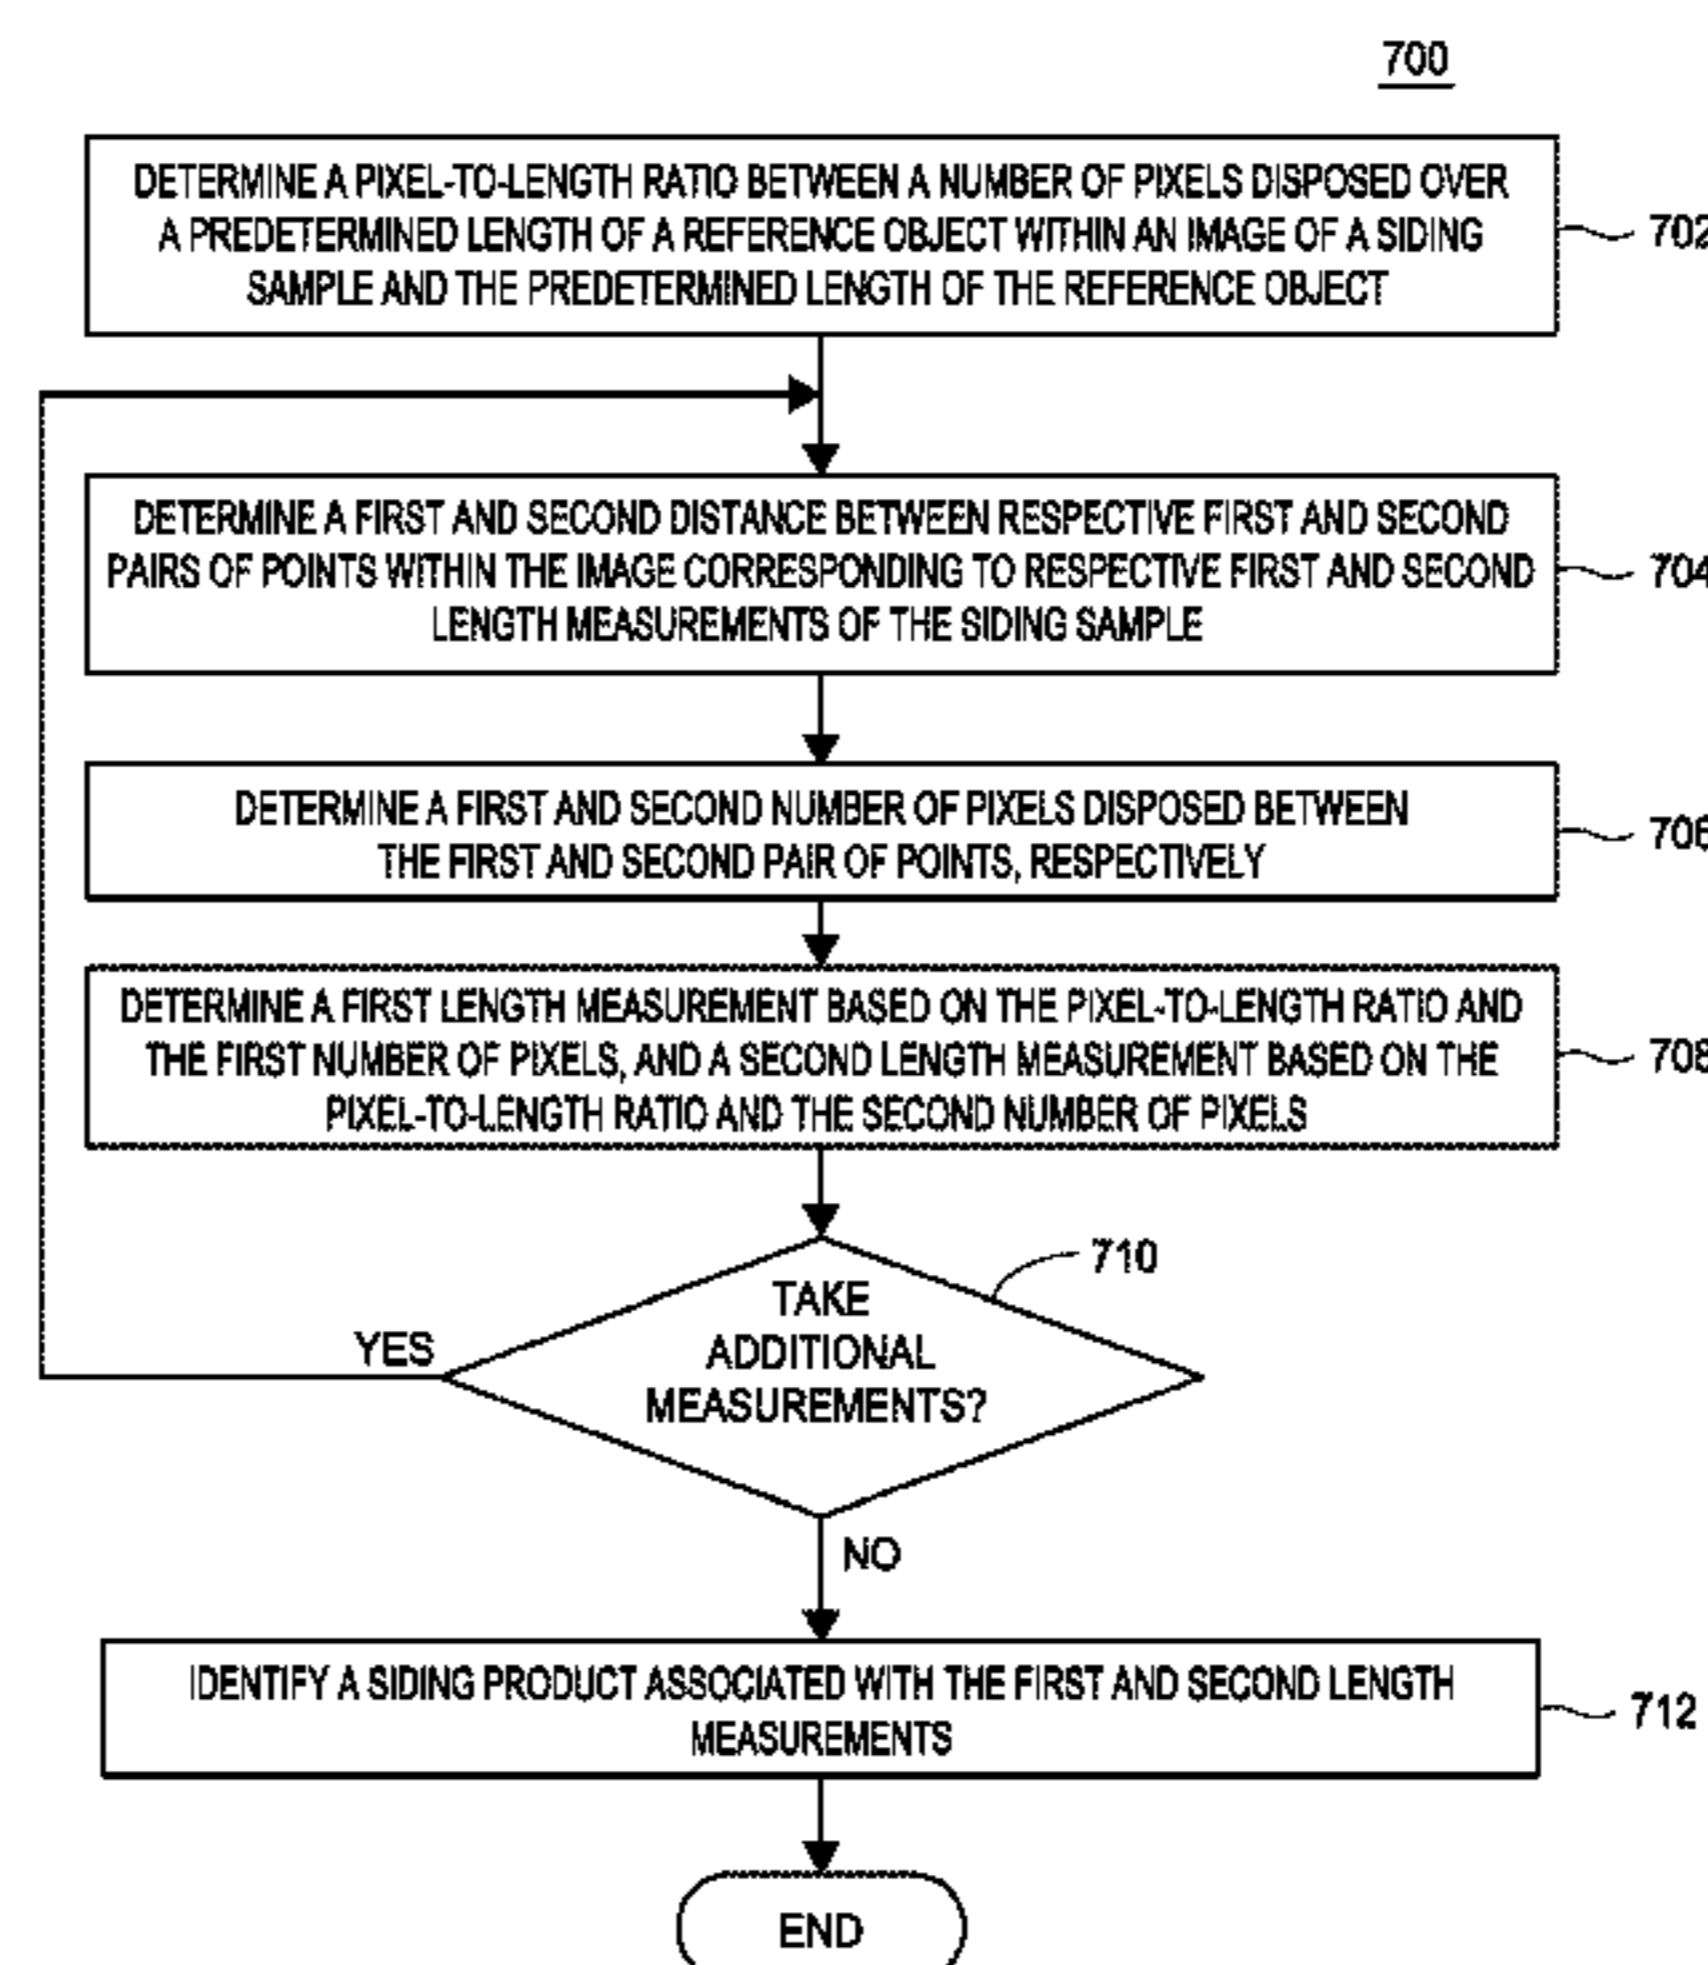 700
DETERMINE A PIXEL-TO-LENGTH RATIO BETWEEN A NUMBER OF PIXELS DISPOSED OVER
A PREDETERMINED LENGTH OF A REFERENCE OBJECT WITHIN AN IMAGE OF A SIDING
SAMPLE AND THE PREDETERMINED LENGTH OF THE REFERENCE OBJECT
702
DETERMINE A FIRST AND SECOND DISTANCE BETWEEN RESPECTIVE FIRST AND SECOND
PAIRS OF POINTS WITHIN THE IMAGE CORRESPONDING TO RESPECTIVE FIRST AND SECOND
LENGTH MEASUREMENTS OF THE SIDING SAMPLE
704
DETERMINE A FIRST AND SECOND NUMBER OF PIXELS DISPOSED BETWEEN
THE FIRST AND SECOND PAIR OF POINTS, RESPECTIVELY
706
DETERMINE A FIRST LENGTH MEASUREMENT BASED ON THE PIXEL-TO-LENGTH RATIO AND
THE FIRST NUMBER OF PIXELS, AND A SECOND LENGTH MEASUREMENT BASED ON THE
PIXEL-TO-LENGTH RATIO AND THE SECOND NUMBER OF PIXELS
708
710
TAKE
ADDITIONAL
MEASUREMENTS?
YES
NO
IDENTIFY A SIDING PRODUCT ASSOCIATED WITH THE FIRST AND SECOND LENGTH
MEASUREMENTS
712
END